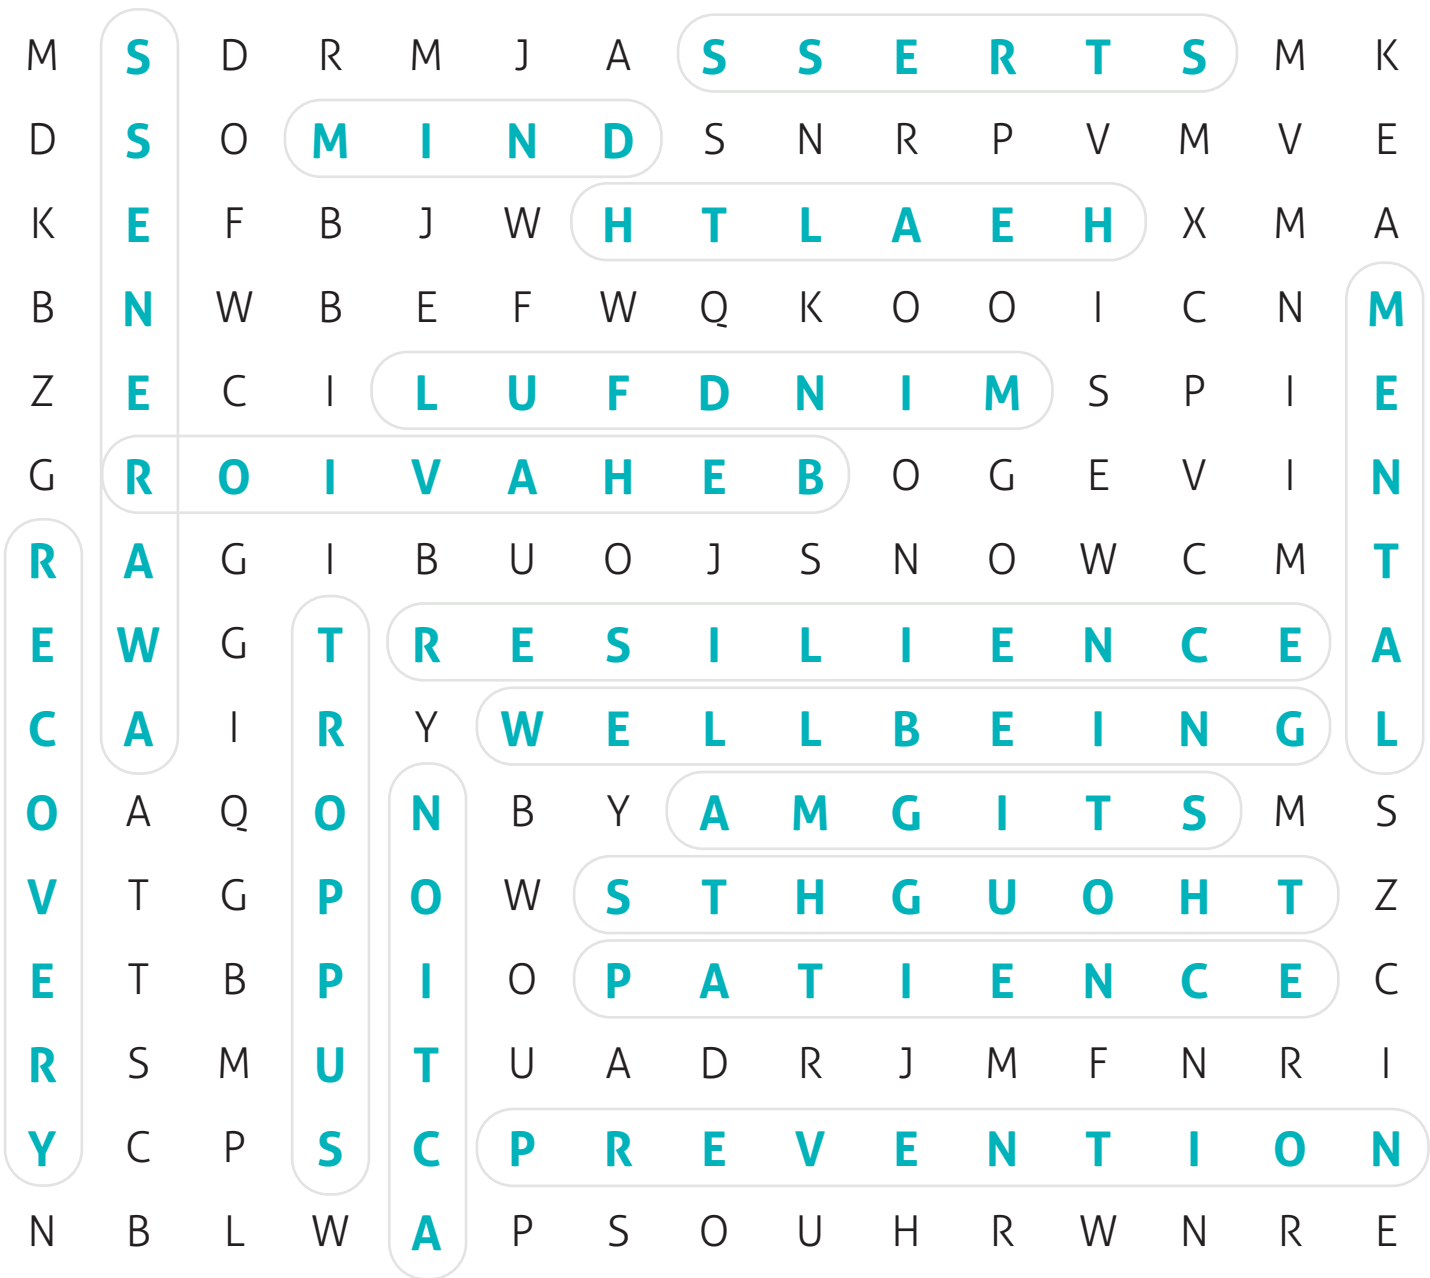 M S D R M J A S S E R T S M K
D S O M I N D S N R P V M V E
K E F B J W H T L A E H X M A
B N W B E F W Q K O O I C N M
Z E C I L U F D N I M S P I E
G R O I V A H E B O G E V I N
R A G I B U O J S N O W C M T
E W G T R E S I L I E N C E A
C A I R Y W E L L B E I N G L
O A Q O N B Y A M G I T S M S
V T G P O W S T H G U O H T Z
E T B P I O P A T I E N C E C
R S M U T U A D R J M F N R I
Y C P S C P R E V E N T I O N
N B L W A P S O U H R W N R E